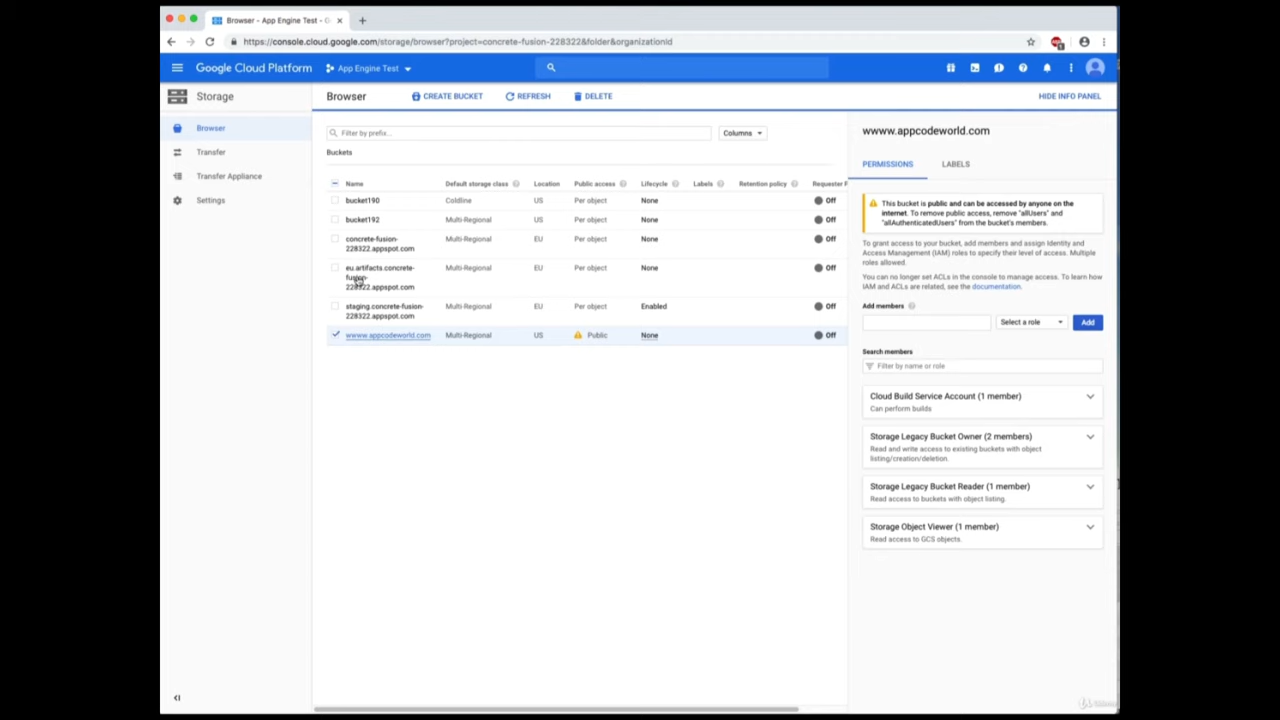 Browser - App Engine Test - G
https://console.cloud.google.com/storage/browser?project=concrete-fusion-228322&folder&organizationId
Google Cloud Platform
App Engine Test
Storage
Browser
CREATE BUCKET
REFRESH
DELETE
HIDE INFO PANEL
Browser
Transfer
Transfer Appliance
Settings
Filter by prefix...
Columns
Buckets
Name Default storage class Location Public access Lifecycle Labels Retention policy Requester P
bucket190 Coldline US Per object None Off
bucket192 Multi-Regional US Per object None Off
concrete-fusion- Multi-Regional EU Per object None Off
228322.appspot.com
eu.artifacts.concrete- Multi-Regional EU Per object None Off
fusion-
228322.appspot.com
staging.concrete-fusion- Multi-Regional EU Per object Enabled Off
228322.appspot.com
wwww.appcodeworld.com Multi-Regional US Public None Off
wwww.appcodeworld.com
PERMISSIONS
LABELS
This bucket is public and can be accessed by anyone on the
internet. To remove public access, remove "allUsers" and
"allAuthenticatedUsers" from the bucket's members.
To grant access to your bucket, add members and assign Identity and
Access Management (IAM) roles to specify their level of access. Multiple
roles allowed.
You can no longer set ACLs in the console to manage access. To learn how
IAM and ACLs are related, see the documentation.
Add members
Select a role
Add
Search members
Filter by name or role
Cloud Build Service Account (1 member)
Can perform builds
Storage Legacy Bucket Owner (2 members)
Read and write access to existing buckets with object
listing/creation/deletion.
Storage Legacy Bucket Reader (1 member)
Read access to buckets with object listing.
Storage Object Viewer (1 member)
Read access to GCS objects.